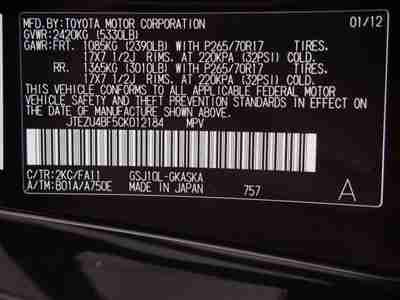 MFD.BY:TOYOTA MOTOR CORPORATION 01/12
GVWR:2420KG (5330LB)
GAWR:FRT. 1085KG (2390LB) WITH P265/70R17 TIRES.
17X7 1/2J RIMS, AT 220KPA (32PSI) COLD.
RR. 1365KG (3010LB) WITH P265/70R17 TIRES.
17X7 1/2J RIMS, AT 220KPA (32PSI) COLD.
THIS VEHICLE CONFORMS TO ALL APPLICABLE FEDERAL
MOTOR VEHICLE SAFETY, BUMPER, AND THEFT PREVENTION STANDARDS IN EFFECT ON
THE DATE OF MANUFACTURE SHOWN ABOVE.
JTEZU4BF5CK012184 MPV
C/TR:2KC/FA11 GSJ10L-GKASKA
A/TM:B01A/A750E MADE IN JAPAN 757 A